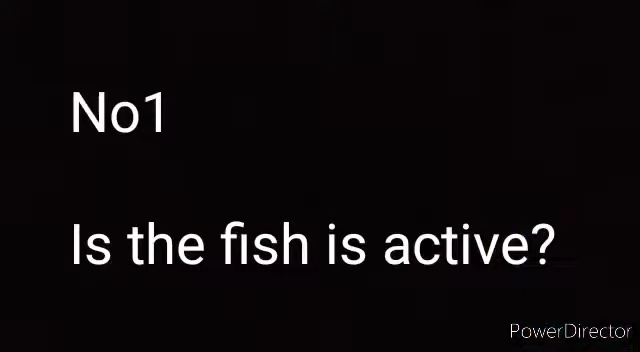 No1
Is the fish is active?
PowerDirector